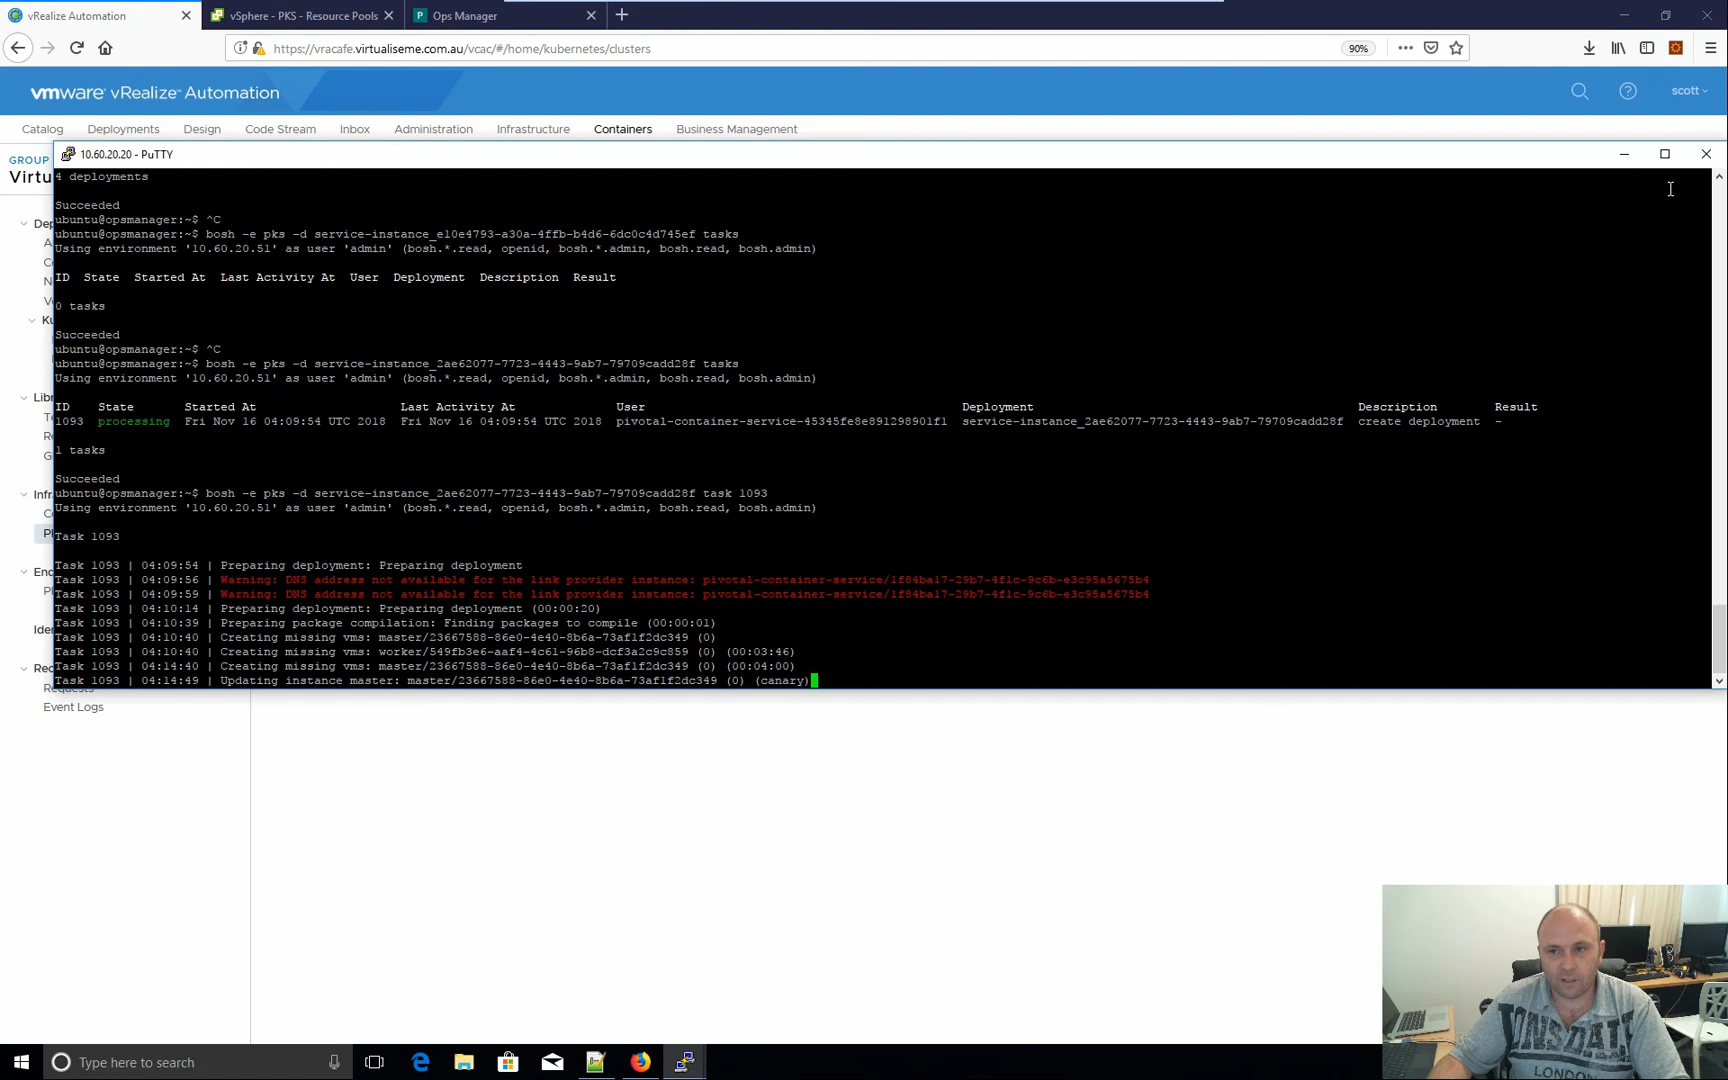 vRealize Automation
vSphere - PKS - Resource Pools
Ops Manager
https://vracafe.virtualiseme.com.au/vcac/#/home/kubernetes/clusters
90%
vmware vRealize Automation
scott
Catalog Deployments Design Code Stream Inbox Administration Infrastructure Containers Business Management
GROUP
Virtu
10.60.20.20 - PuTTY
4 deployments
Succeeded
ubuntu@opsmanager:~$ ^C
ubuntu@opsmanager:~$ bosh -e pks -d service-instance_e10e4793-a30a-4ffb-b4d6-6dc0c4d745ef tasks
Using environment '10.60.20.51' as user 'admin' (bosh.*.read, openid, bosh.*.admin, bosh.read, bosh.admin)
ID State Started At Last Activity At User Deployment Description Result
0 tasks
Succeeded
ubuntu@opsmanager:~$ ^C
ubuntu@opsmanager:~$ bosh -e pks -d service-instance_2ae62077-7723-4443-9ab7-79709cadd28f tasks
Using environment '10.60.20.51' as user 'admin' (bosh.*.read, openid, bosh.*.admin, bosh.read, bosh.admin)
ID State Started At Last Activity At User Deployment Description Result
1093 processing Fri Nov 16 04:09:54 UTC 2018 Fri Nov 16 04:09:54 UTC 2018 pivotal-container-service-45345fe8e891298901f1 service-instance_2ae62077-7723-4443-9ab7-79709cadd28f create deployment -
1 tasks
Succeeded
ubuntu@opsmanager:~$ bosh -e pks -d service-instance_2ae62077-7723-4443-9ab7-79709cadd28f task 1093
Using environment '10.60.20.51' as user 'admin' (bosh.*.read, openid, bosh.*.admin, bosh.read, bosh.admin)
Task 1093
Task 1093 | 04:09:54 | Preparing deployment: Preparing deployment
Task 1093 | 04:09:56 | Warning: DNS address not available for the link provider instance: pivotal-container-service/1f84ba17-29b7-4f1c-9c6b-e3c95a5675b4
Task 1093 | 04:09:59 | Warning: DNS address not available for the link provider instance: pivotal-container-service/1f84ba17-29b7-4f1c-9c6b-e3c95a5675b4
Task 1093 | 04:10:14 | Preparing deployment: Preparing deployment (00:00:20)
Task 1093 | 04:10:39 | Preparing package compilation: Finding packages to compile (00:00:01)
Task 1093 | 04:10:40 | Creating missing vms: master/23667588-86e0-4e40-8b6a-73af1f2dc349 (0)
Task 1093 | 04:10:40 | Creating missing vms: worker/549fb3e6-aaf4-4c61-96b8-dcf3a2c9c859 (0) (00:03:46)
Task 1093 | 04:14:40 | Creating missing vms: master/23667588-86e0-4e40-8b6a-73af1f2dc349 (0) (00:04:00)
Task 1093 | 04:14:49 | Updating instance master: master/23667588-86e0-4e40-8b6a-73af1f2dc349 (0) (canary)
De
Ku
Libr
Infra
End
Iden
Rec
Requests
Event Logs
LONSDALE
LONDON
Type here to search